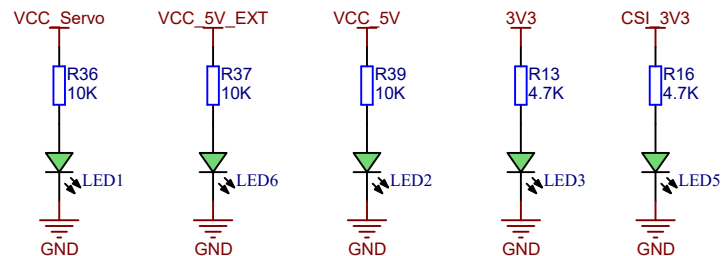 VCC_Servo
VCC_5V_EXT
VCC_5V
3V3
CSI_3V3
R36
10K
R37
10K
R39
10K
R13
4.7K
R16
4.7K
LED1
LED6
LED2
LED3
LED5
GND
GND
GND
GND
GND